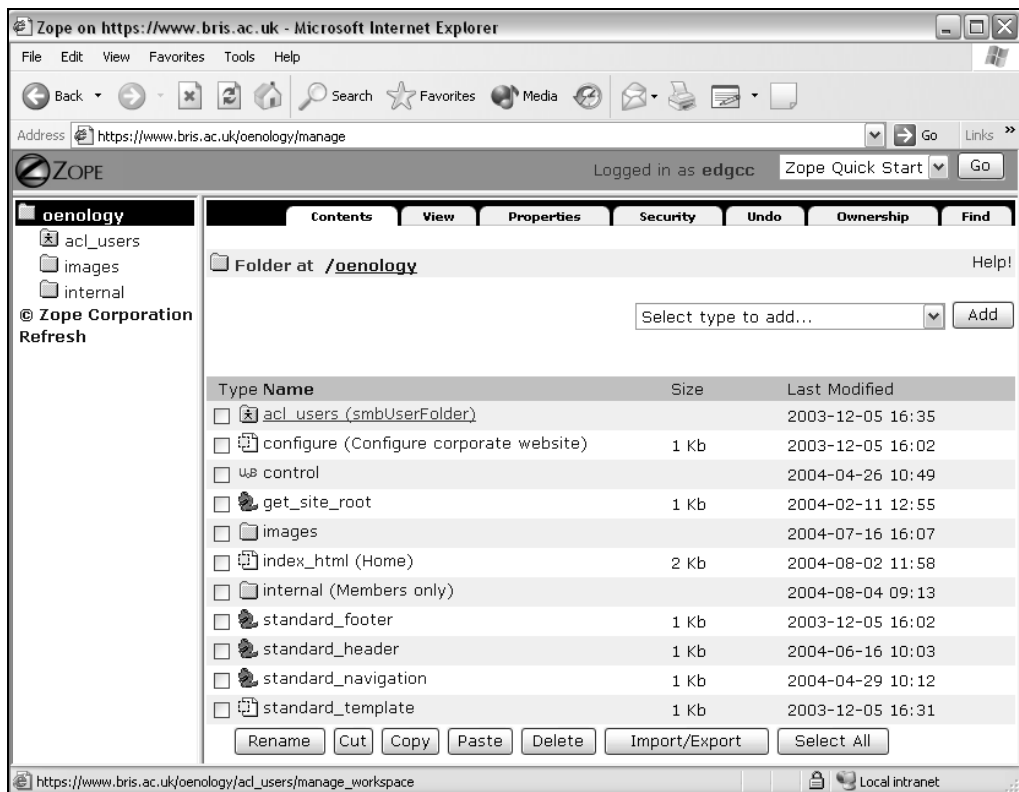 Zope on https://www.bris.ac.uk - Microsoft Internet Explorer
File Edit View Favorites Tools Help
Back Search Favorites Media
Address https://www.bris.ac.uk/oenology/manage Go Links »
ZOPE Logged in as edgcc Zope Quick Start Go
oenology
acl_users
images
internal
© Zope Corporation
Refresh
Contents View Properties Security Undo Ownership Find
Folder at /oenology Help!
Select type to add... Add
Type Name Size Last Modified
acl_users (smbUserFolder) 2003-12-05 16:35
configure (Configure corporate website) 1 Kb 2003-12-05 16:02
UoB control 2004-04-26 10:49
get_site_root 1 Kb 2004-02-11 12:55
images 2004-07-16 16:07
index_html (Home) 2 Kb 2004-08-02 11:58
internal (Members only) 2004-08-04 09:13
standard_footer 1 Kb 2003-12-05 16:02
standard_header 1 Kb 2004-06-16 10:03
standard_navigation 1 Kb 2004-04-29 10:12
standard_template 1 Kb 2003-12-05 16:31
Rename Cut Copy Paste Delete Import/Export Select All
https://www.bris.ac.uk/oenology/acl_users/manage_workspace Local intranet